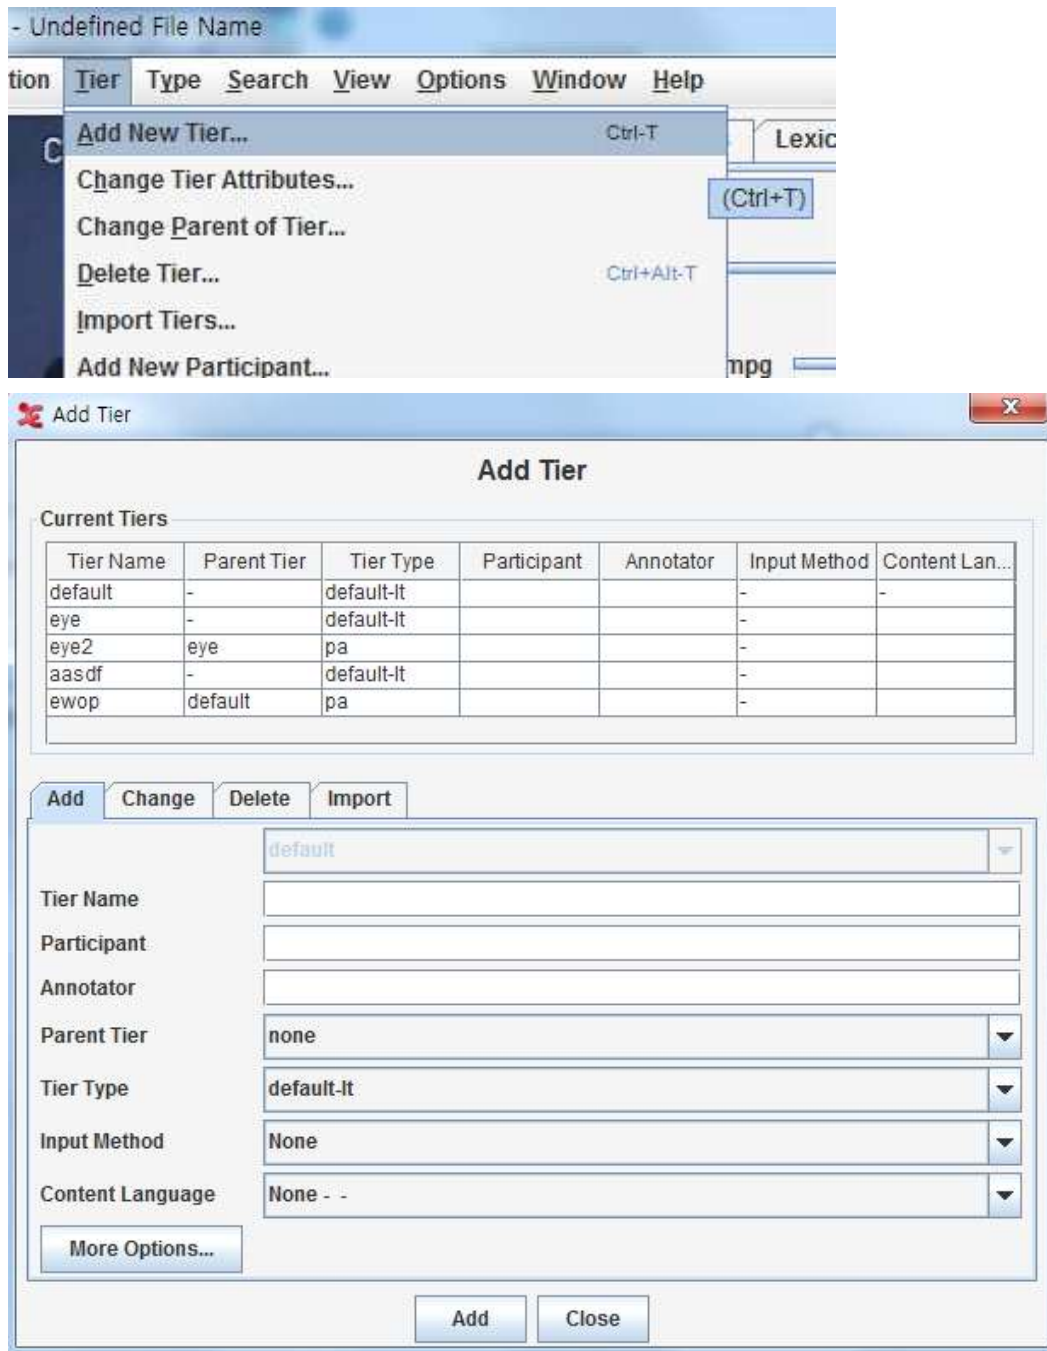 - Undefined File Name
tion Tier Type Search View Options Window Help
Add New Tier... Ctrl-T
Lexic
Change Tier Attributes...
(Ctrl+T)
Change Parent of Tier...
Delete Tier... Ctrl+Alt-T
Import Tiers...
Add New Participant...
mpg
Add Tier
Add Tier
Current Tiers
Tier Name Parent Tier Tier Type Participant Annotator Input Method Content Lan...
default - default-lt - -
eye - default-lt -
eye2 eye pa -
aasdf - default-lt -
ewop default pa -
Add Change Delete Import
default
Tier Name
Participant
Annotator
Parent Tier none
Tier Type default-lt
Input Method None
Content Language None - -
More Options...
Add Close